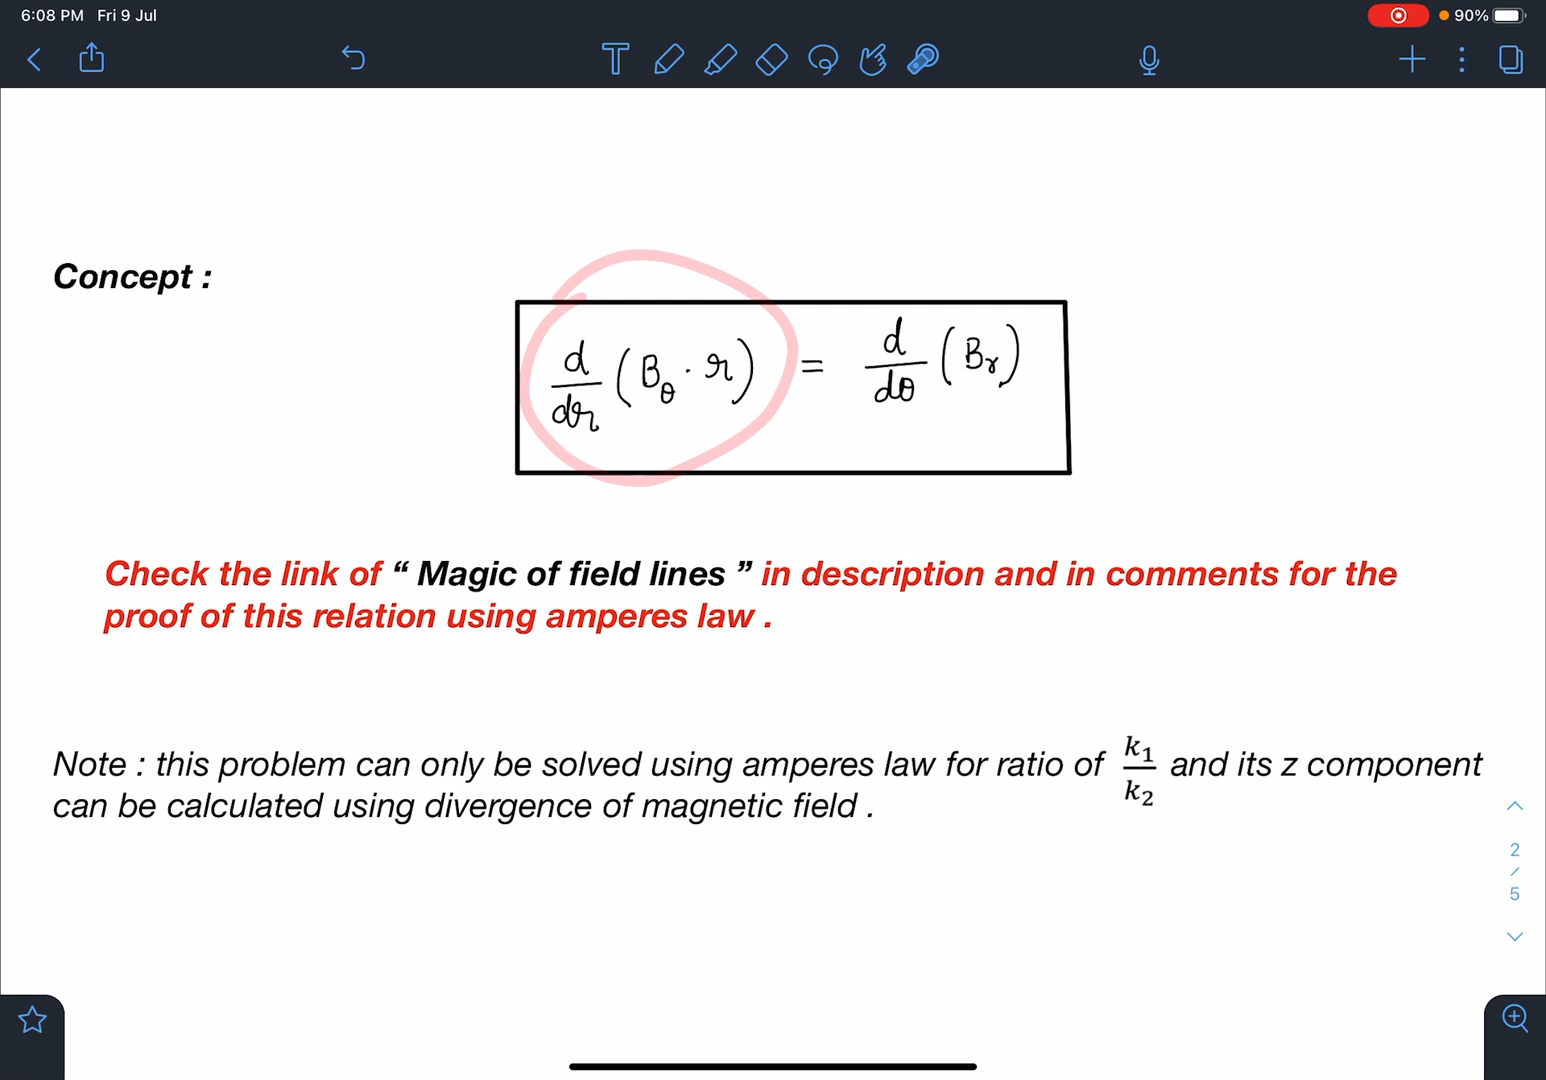 6:08 PM Fri 9 Jul
90%
Concept :
d/dr (B_θ · r) = d/dθ (B_r)
Check the link of “ Magic of field lines ” in description and in comments for the
proof of this relation using amperes law .
Note : this problem can only be solved using amperes law for ratio of k₁/k₂ and its z component
can be calculated using divergence of magnetic field .
2
/
5